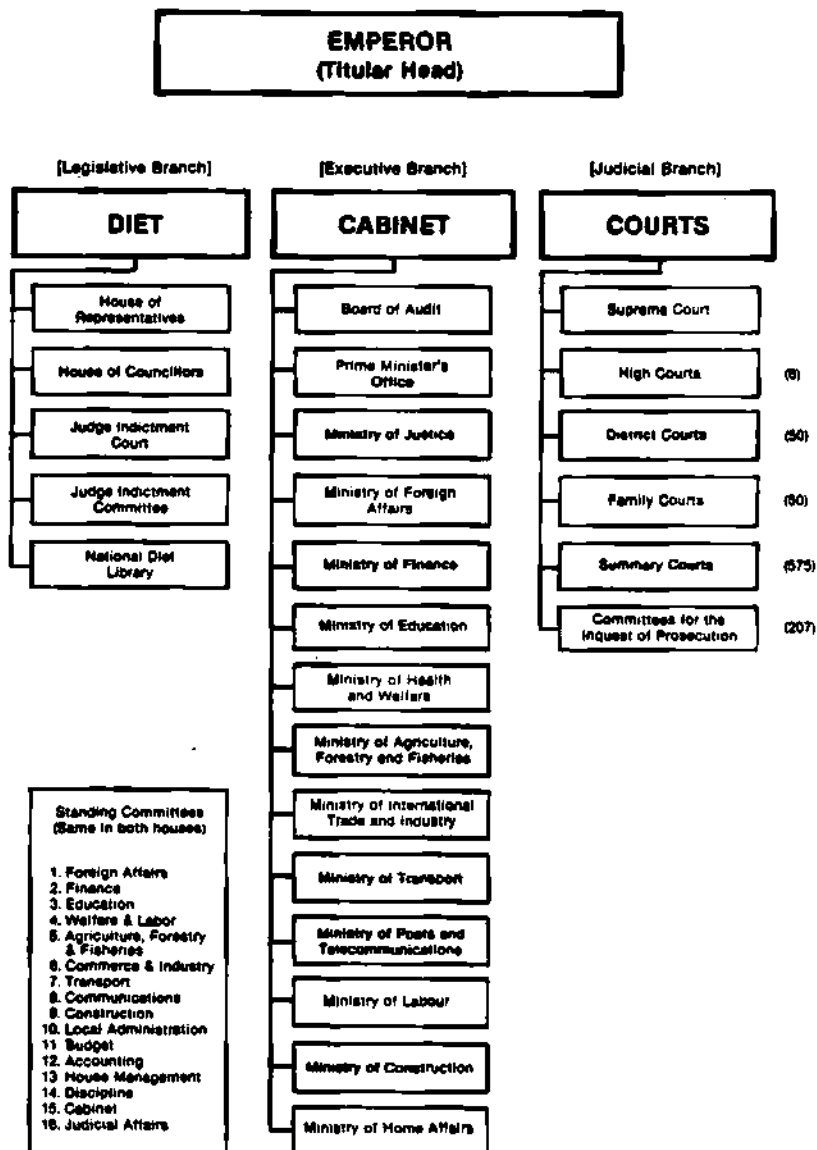 EMPEROR
(Titular Head)
[Legislative Branch]
DIET
House of
Representatives
House of Councillors
Judge Indictment
Court
Judge Indictment
Committee
National Diet
Library
Standing Committees
(Same in both houses)
1. Foreign Affairs
2. Finance
3. Education
4. Welfare & Labor
5. Agriculture, Forestry
& Fisheries
6. Commerce & Industry
7. Transport
8. Communications
9. Construction
10. Local Administration
11 Budget
12. Accounting
13 House Management
14. Discipline
15. Cabinet
16. Judicial Affairs
[Executive Branch]
CABINET
Board of Audit
Prime Minister's
Office
Ministry of Justice
Ministry of Foreign
Affairs
Ministry of Finance
Ministry of Education
Ministry of Health
and Welfare
Ministry of Agriculture,
Forestry and Fisheries
Ministry of International
Trade and Industry
Ministry of Transport
Ministry of Posts and
Telecommunications
Ministry of Labour
Ministry of Construction
Ministry of Home Affairs
[Judicial Branch]
COURTS
Supreme Court
High Courts
District Courts (50)
Family Courts
Summary Courts (575)
Committees for the
Inquest of Prosecution (207)